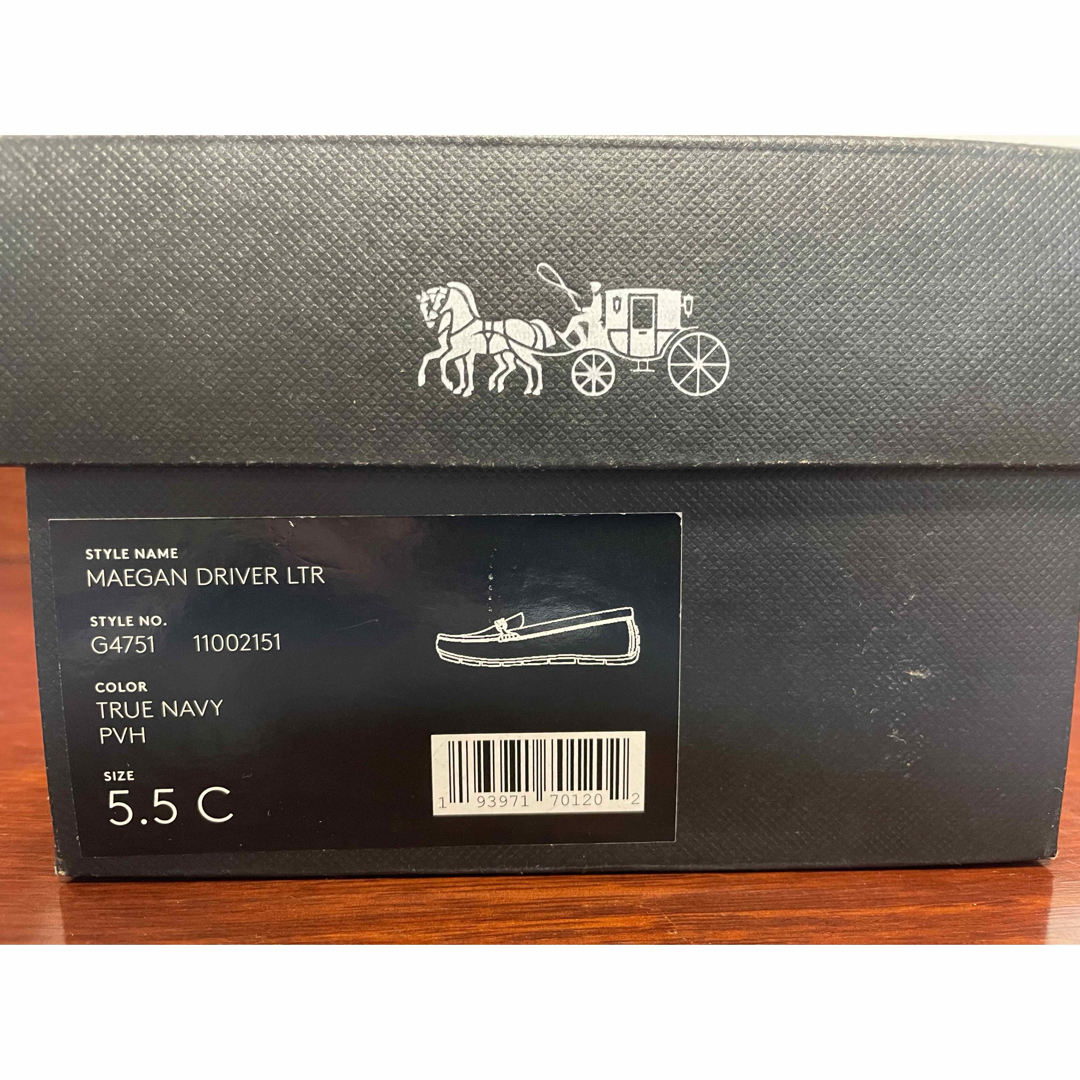 STYLE NAME
MAEGAN DRIVER LTR
STYLE NO.
G4751 11002151
COLOR
TRUE NAVY
PVH
SIZE
5.5 C
1 93971 70120 2